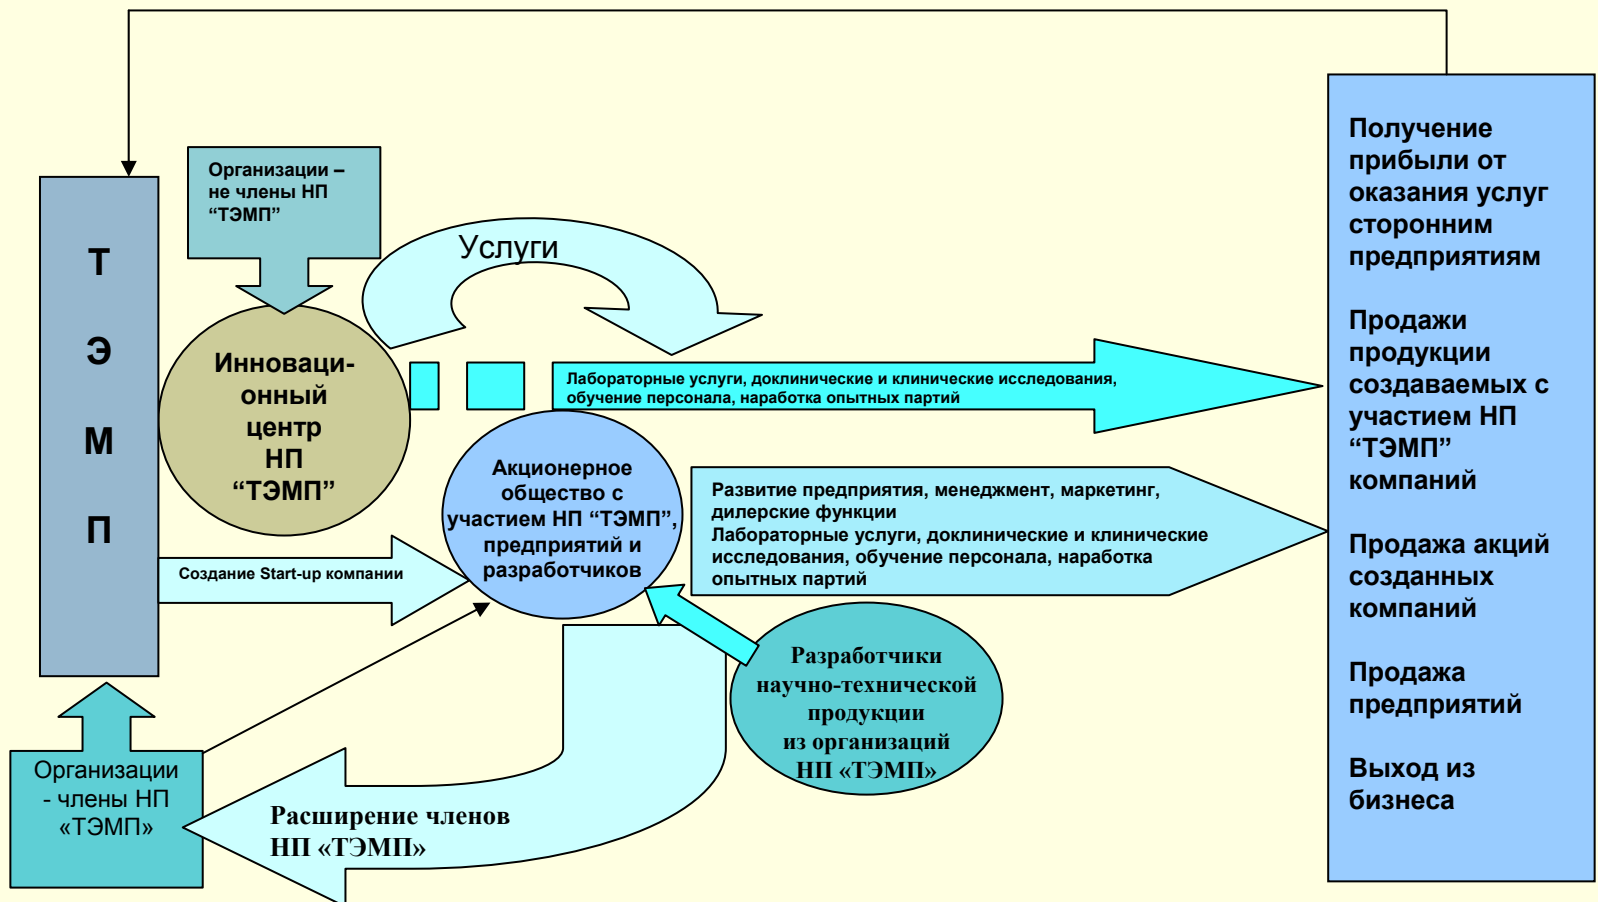 Т
Э
М
П
Организации –
не члены НП
“ТЭМП”
Услуги
Инноваци-
онный
центр
НП
“ТЭМП”
Лабораторные услуги, доклинические и клинические исследования,
обучение персонала, наработка опытных партий
Акционерное
общество с
участием НП “ТЭМП”,
предприятий и
разработчиков
Развитие предприятия, менеджмент, маркетинг,
дилерские функции
Лабораторные услуги, доклинические и клинические
исследования, обучение персонала, наработка
опытных партий
Создание Start-up компании
Разработчики
научно-технической
продукции
из организаций
НП «ТЭМП»
Организации
- члены НП
«ТЭМП»
Расширение членов
НП «ТЭМП»
Получение
прибыли от
оказания услуг
сторонним
предприятиям
Продажи
продукции
создаваемых с
участием НП
“ТЭМП”
компаний
Продажа акций
созданных
компаний
Продажа
предприятий
Выход из
бизнеса